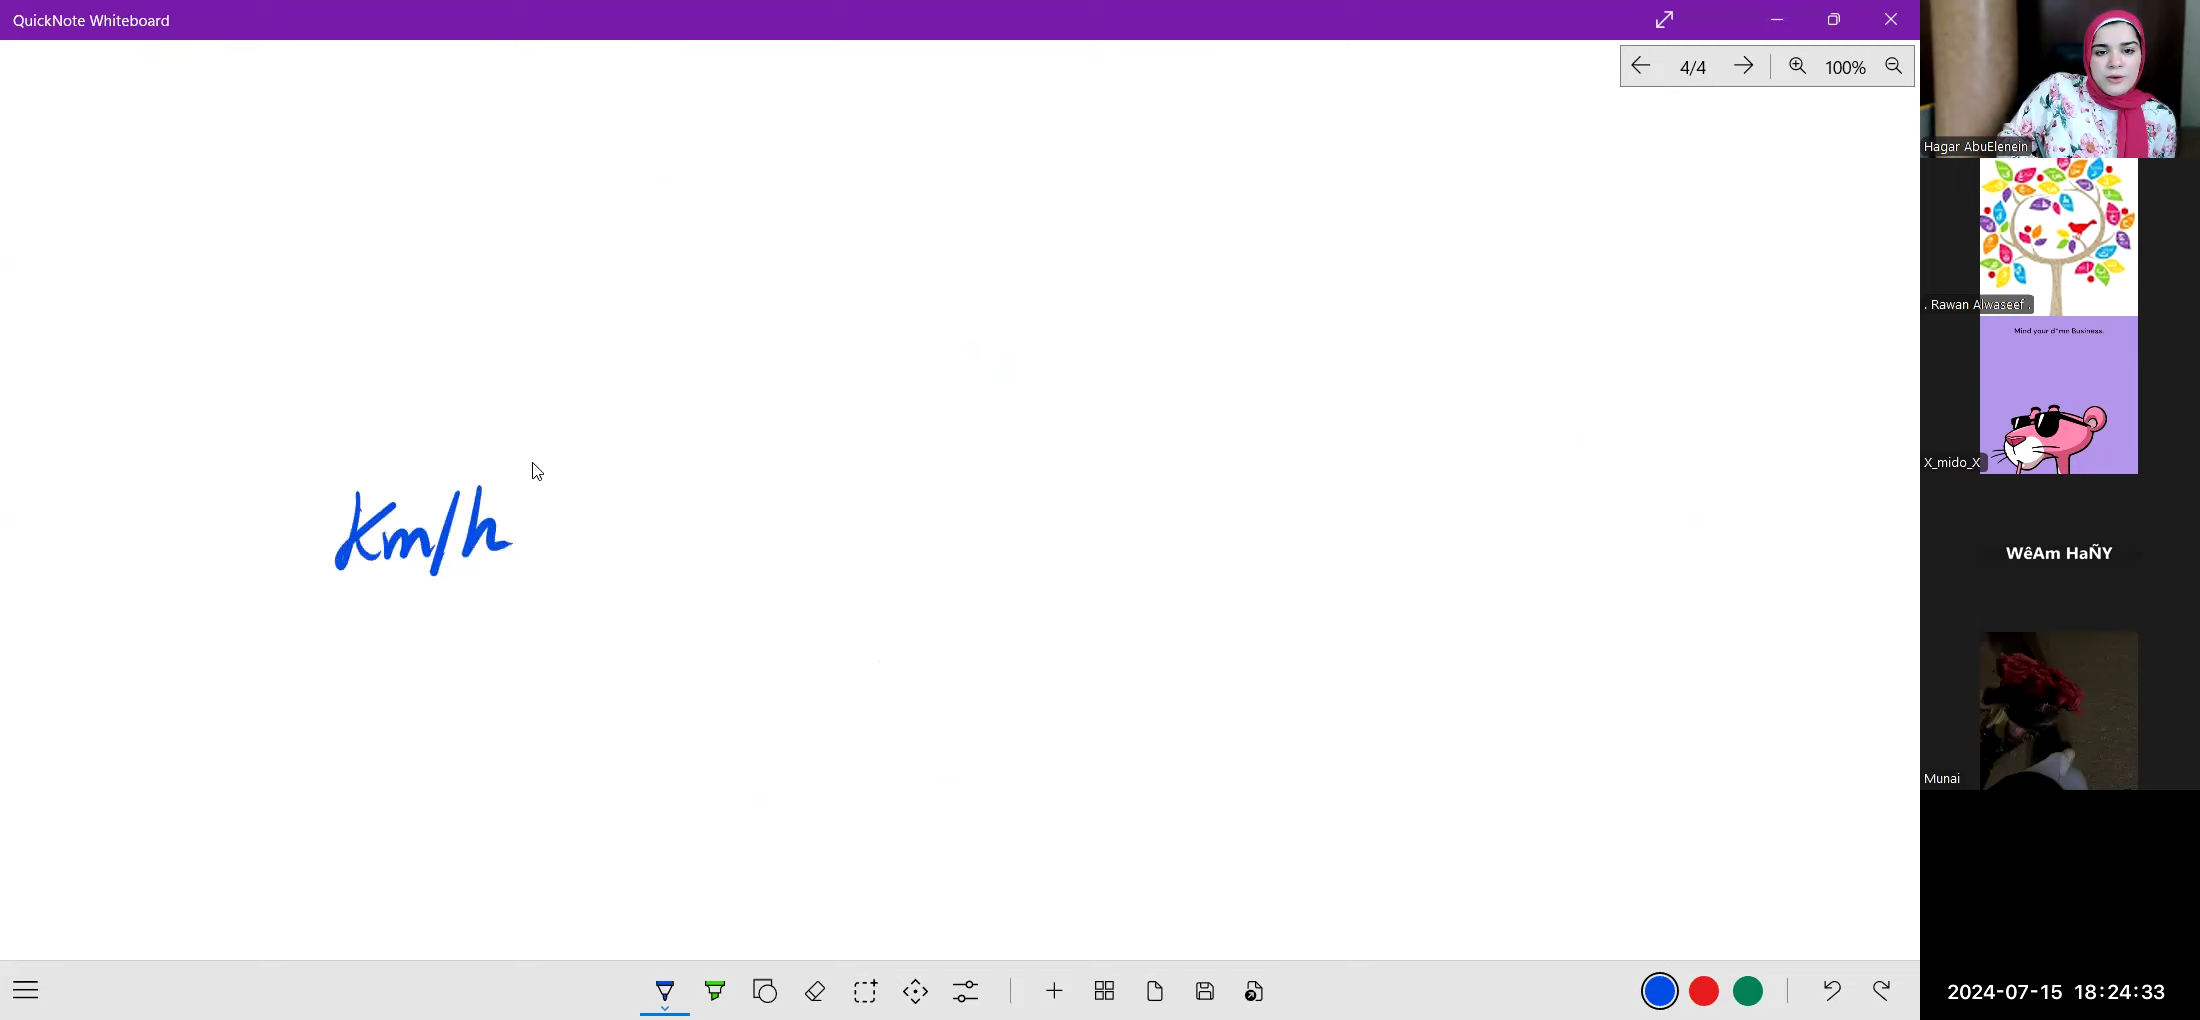 QuickNote Whiteboard
4/4
100%
Hagar AbuElenein
. Rawan Alwaseef .
Mind your d*mn Business.
X_mido_X
Km/h
WêAm HaÑY
Munai
2024-07-15 18:24:33